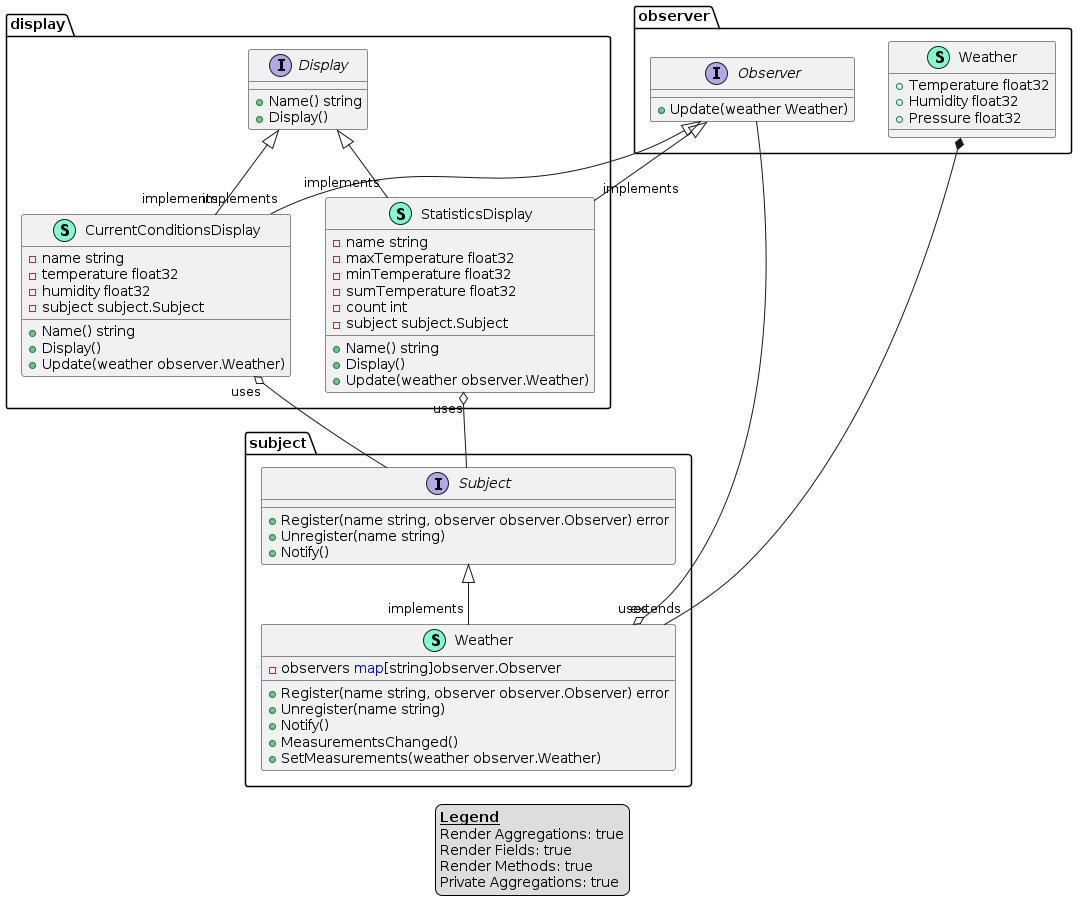 display
I Display
Name() string
Display()
observer
I Observer
Update(weather Weather)
S Weather
Temperature float32
Humidity float32
Pressure float32
implements
implements
implements
implements
S CurrentConditionsDisplay
name string
temperature float32
humidity float32
subject subject.Subject
Name() string
Display()
Update(weather observer.Weather)
S StatisticsDisplay
name string
maxTemperature float32
minTemperature float32
sumTemperature float32
count int
subject subject.Subject
Name() string
Display()
Update(weather observer.Weather)
uses
uses
subject
I Subject
Register(name string, observer observer.Observer) error
Unregister(name string)
Notify()
implements
uses
extends
S Weather
observers map[string]observer.Observer
Register(name string, observer observer.Observer) error
Unregister(name string)
Notify()
MeasurementsChanged()
SetMeasurements(weather observer.Weather)
Legend
Render Aggregations: true
Render Fields: true
Render Methods: true
Private Aggregations: true